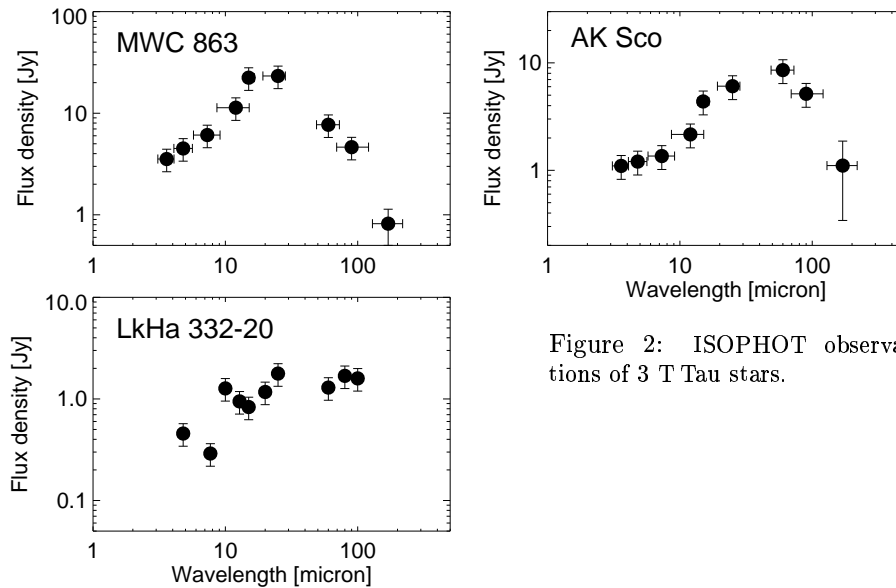 MWC 863
Flux density [Jy]
100
10
1
1 10 100
AK Sco
Flux density [Jy]
10
1
1 10 100
Wavelength [micron]
LkHa 332-20
Flux density [Jy]
10.0
1.0
0.1
1 10 100
Wavelength [micron]
Figure 2: ISOPHOT observa
tions of 3 T Tau stars.